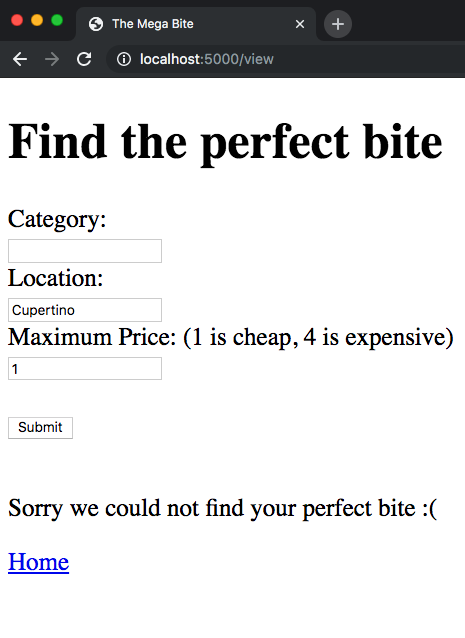 The Mega Bite
localhost:5000/view
Find the perfect bite
Category:
Location:
Cupertino
Maximum Price: (1 is cheap, 4 is expensive)
1
Submit
Sorry we could not find your perfect bite :(
Home